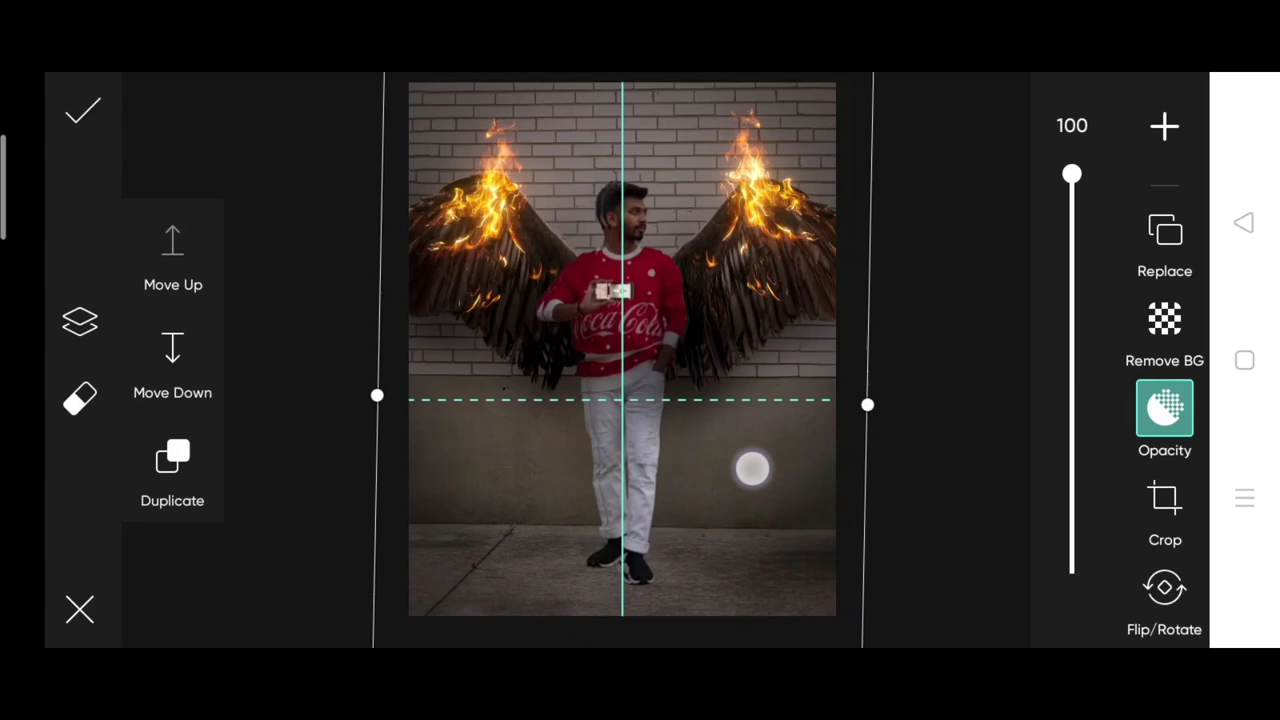 100
Move Up
Replace
Move Down
Remove BG
Coca Cola
Duplicate
Opacity
Crop
Flip/Rotate